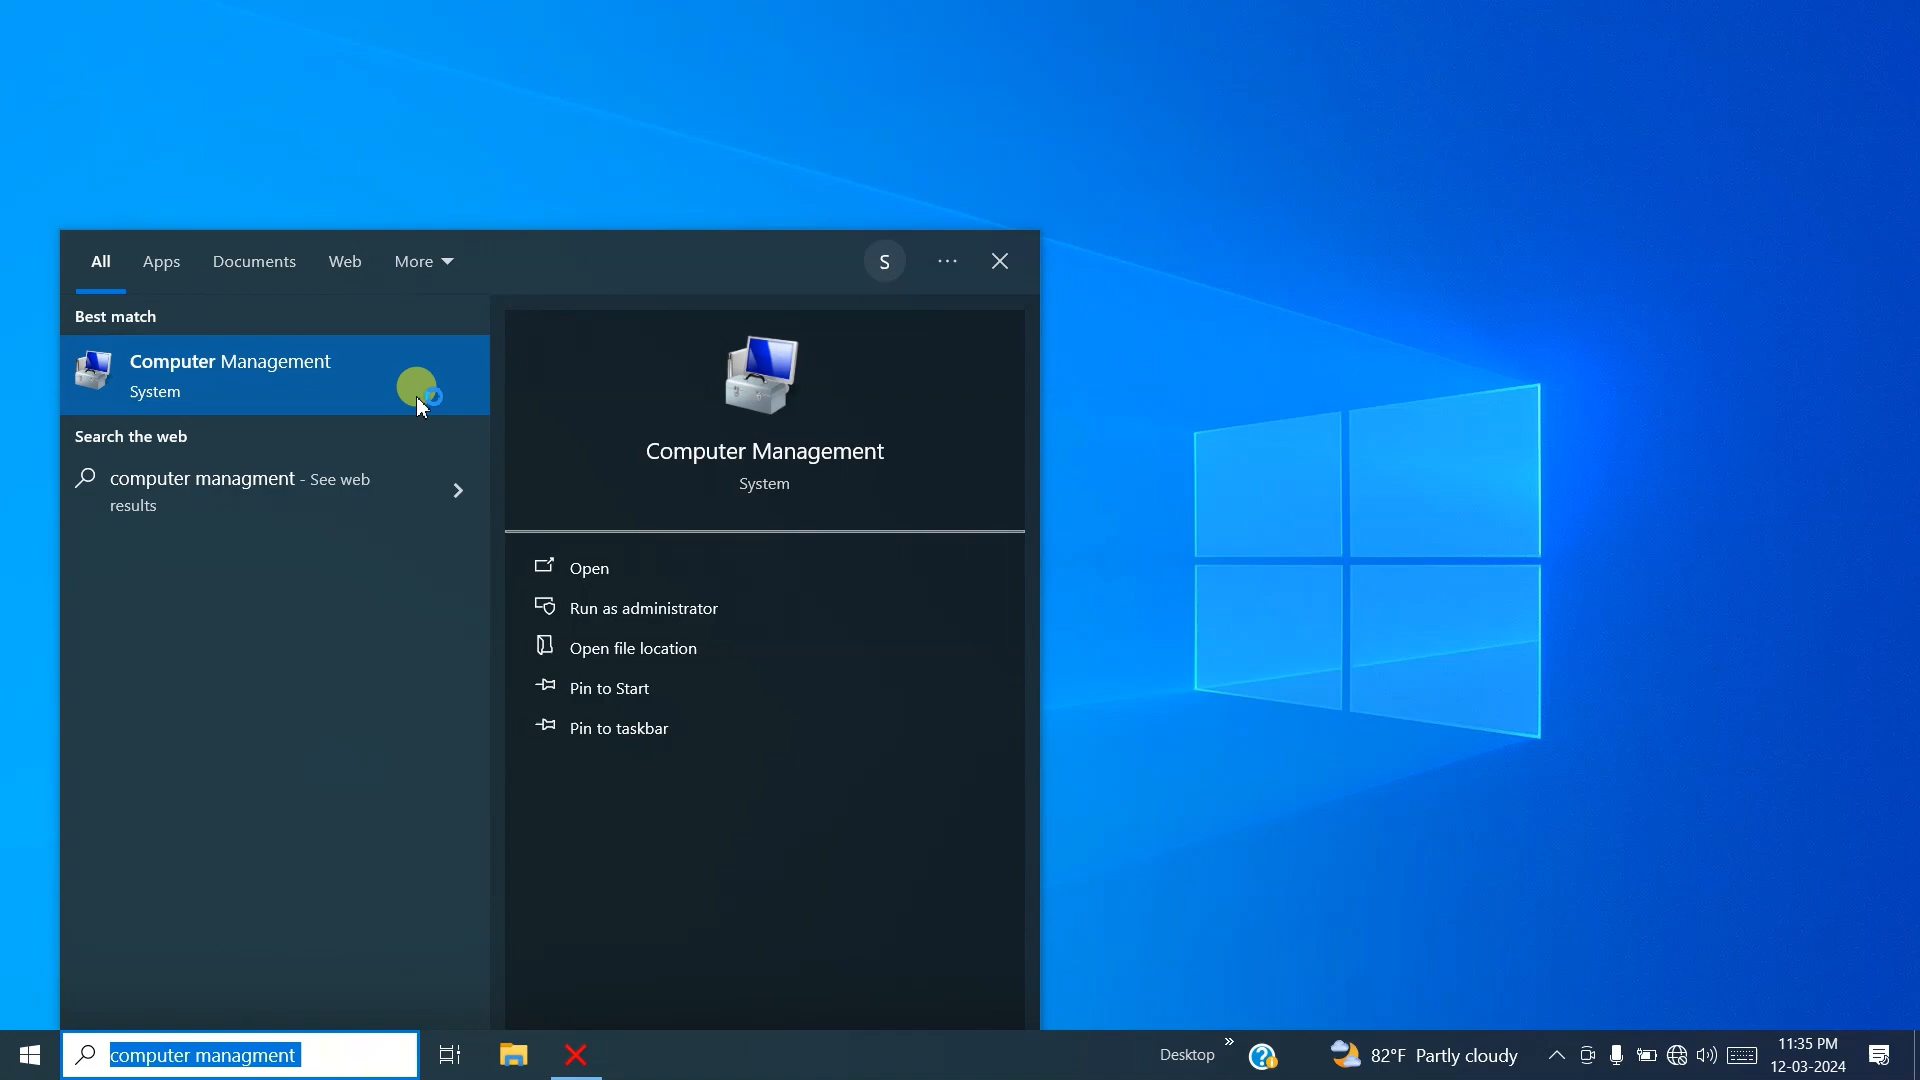 All Apps Documents Web More S
Best match
Computer Management
System
Search the web
computer managment - See web
results
Computer Management
System
Open
Run as administrator
Open file location
Pin to Start
Pin to taskbar
computer managment
Desktop
82°F Partly cloudy
11:35 PM
12-03-2024